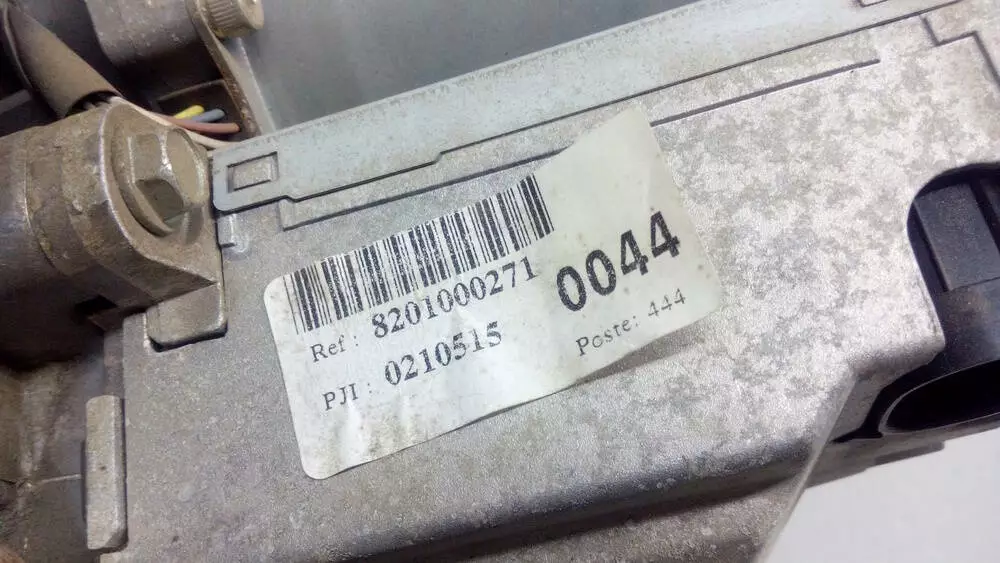 Ref : 8201000271
PJI : 0210515
0044
Poste: 444